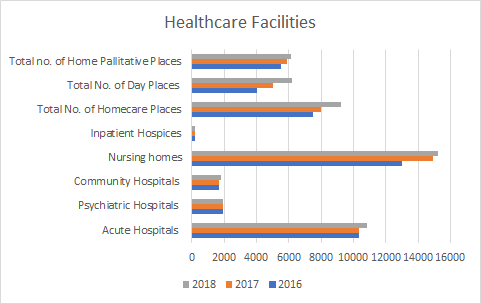 Healthcare Facilities
Total no. of Home Pallitative Places
Total No. of Day Places
Total No. of Homecare Places
Inpatient Hospices
Nursing homes
Community Hospitals
Psychiatric Hospitals
Acute Hospitals
0 2000 4000 6000 8000 10000 12000 14000 16000
2018 2017 2016